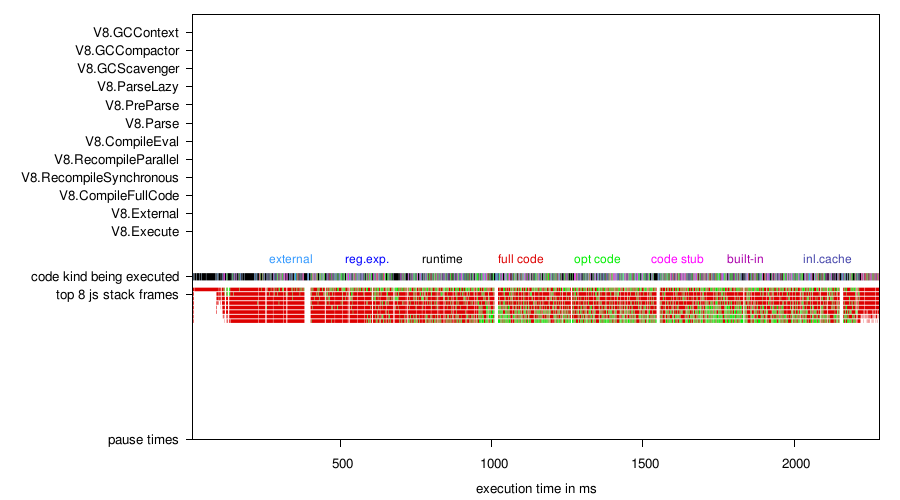 V8.GCContext
V8.GCCompactor
V8.GCScavenger
V8.ParseLazy
V8.PreParse
V8.Parse
V8.CompileEval
V8.RecompileParallel
V8.RecompileSynchronous
V8.CompileFullCode
V8.External
V8.Execute
external reg.exp. runtime full code opt code code stub built-in inl.cache
code kind being executed
top 8 js stack frames
pause times
500 1000 1500 2000
execution time in ms